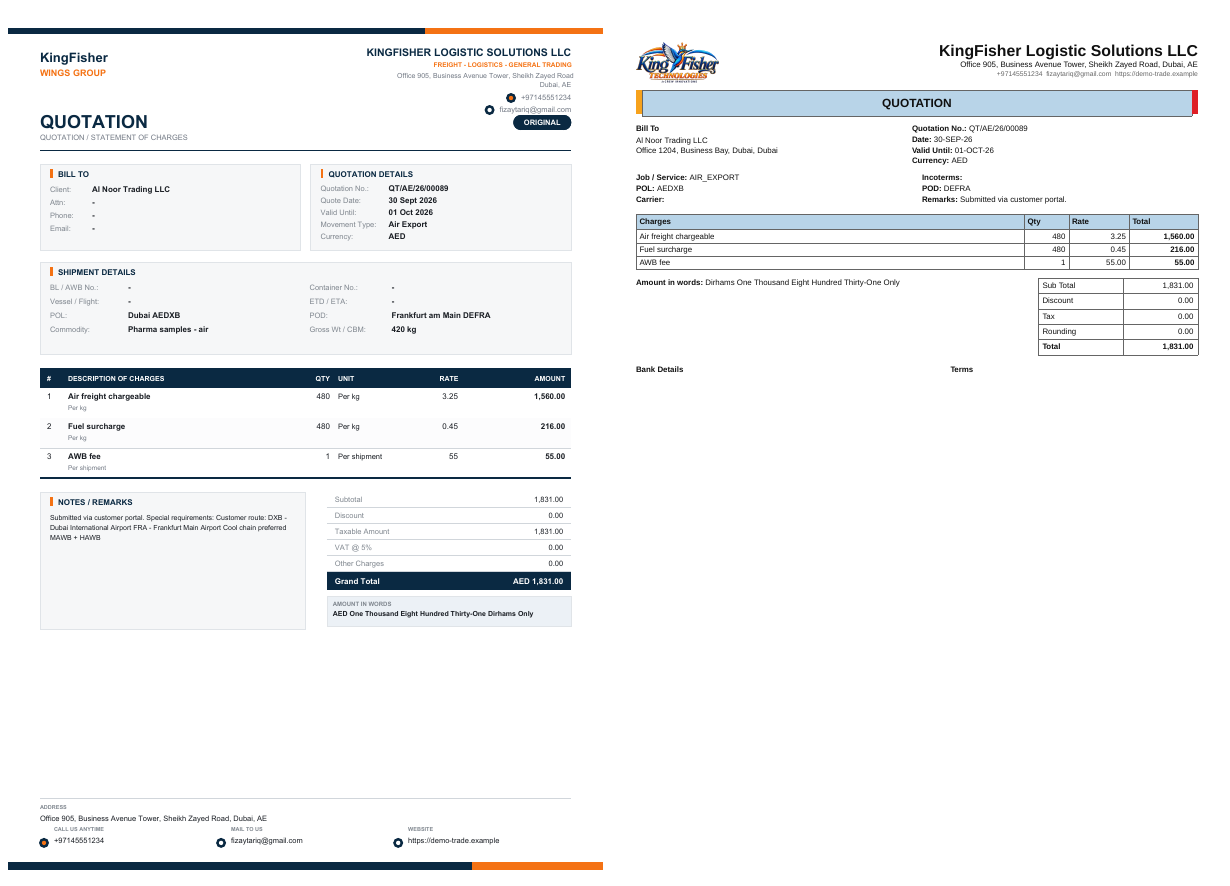 KingFisher
WINGS GROUP
KINGFISHER LOGISTIC SOLUTIONS LLC
FREIGHT - LOGISTICS - GENERAL TRADING
Office 905, Business Avenue Tower, Sheikh Zayed Road
Dubai, AE
+97145551234
fizaytariq@gmail.com
QUOTATION
QUOTATION / STATEMENT OF CHARGES
ORIGINAL
BILL TO
Client: Al Noor Trading LLC
Attn: -
Phone: -
Email: -
QUOTATION DETAILS
Quotation No.: QT/AE/26/00089
Quote Date: 30 Sept 2026
Valid Until: 01 Oct 2026
Movement Type: Air Export
Currency: AED
SHIPMENT DETAILS
BL / AWB No.: - Container No.: -
Vessel / Flight: - ETD / ETA: -
POL: Dubai AEDXB POD: Frankfurt am Main DEFRA
Commodity: Pharma samples - air Gross Wt / CBM: 420 kg
# DESCRIPTION OF CHARGES QTY UNIT RATE AMOUNT
1 Air freight chargeable 480 Per kg 3.25 1,560.00
Per kg
2 Fuel surcharge 480 Per kg 0.45 216.00
Per kg
3 AWB fee 1 Per shipment 55 55.00
Per shipment
NOTES / REMARKS
Submitted via customer portal. Special requirements: Customer route: DXB -
Dubai International Airport FRA - Frankfurt Main Airport Cool chain preferred
MAWB + HAWB
Subtotal 1,831.00
Discount 0.00
Taxable Amount 1,831.00
VAT @ 5% 0.00
Other Charges 0.00
Grand Total AED 1,831.00
AMOUNT IN WORDS
AED One Thousand Eight Hundred Thirty-One Dirhams Only
ADDRESS
Office 905, Business Avenue Tower, Sheikh Zayed Road, Dubai, AE
CALL US ANYTIME MAIL TO US WEBSITE
+97145551234 fizaytariq@gmail.com https://demo-trade.example
King Fisher
TECHNOLOGIES
KingFisher Logistic Solutions LLC
Office 905, Business Avenue Tower, Sheikh Zayed Road, Dubai, AE
+97145551234 fizaytariq@gmail.com https://demo-trade.example
QUOTATION
Bill To
Al Noor Trading LLC
Office 1204, Business Bay, Dubai, Dubai
Quotation No.: QT/AE/26/00089
Date: 30-SEP-26
Valid Until: 01-OCT-26
Currency: AED
Job / Service: AIR_EXPORT Incoterms:
POL: AEDXB POD: DEFRA
Carrier: Remarks: Submitted via customer portal.
Charges Qty Rate Total
Air freight chargeable 480 3.25 1,560.00
Fuel surcharge 480 0.45 216.00
AWB fee 1 55.00 55.00
Amount in words: Dirhams One Thousand Eight Hundred Thirty-One Only
Sub Total 1,831.00
Discount 0.00
Tax 0.00
Rounding 0.00
Total 1,831.00
Bank Details Terms